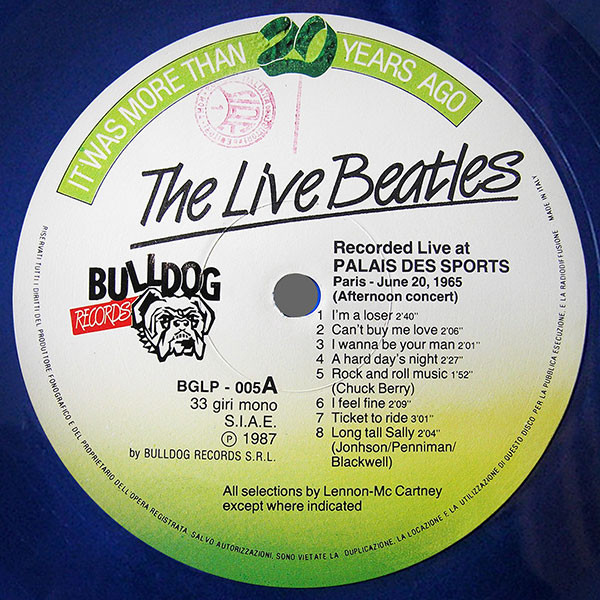 IT WAS MORE THAN 20 YEARS AGO
The Live Beatles
BULLDOG
RECORDS
BGLP - 005A
33 giri mono
S.I.A.E.
Ⓟ 1987
by BULLDOG RECORDS S.R.L.
Recorded Live at
PALAIS DES SPORTS
Paris - June 20, 1965
(Afternoon concert)
1 I'm a loser 2'40"
2 Can't buy me love 2'06"
3 I wanna be your man 2'01"
4 A hard day's night 2'27"
5 Rock and roll music 1'52"
(Chuck Berry)
6 I feel fine 2'09"
7 Ticket to ride 3'01"
8 Long tall Sally 2'04"
(Jonhson/Penniman/
Blackwell)
All selections by Lennon-Mc Cartney
except where indicated
RISERVATI TUTTI I DIRITTI DEL PRODUTTORE FONOGRAFICO E DEL PROPRIETARIO DELL'OPERA REGISTRATA. SALVO AUTORIZZAZIONI, SONO VIETATE LA DUPLICAZIONE, LA LOCAZIONE E LA UTILIZZAZIONE DI QUESTO DISCO PER LA PUBBLICA ESECUZIONE, E LA RADIODIFFUSIONE MADE IN ITALY